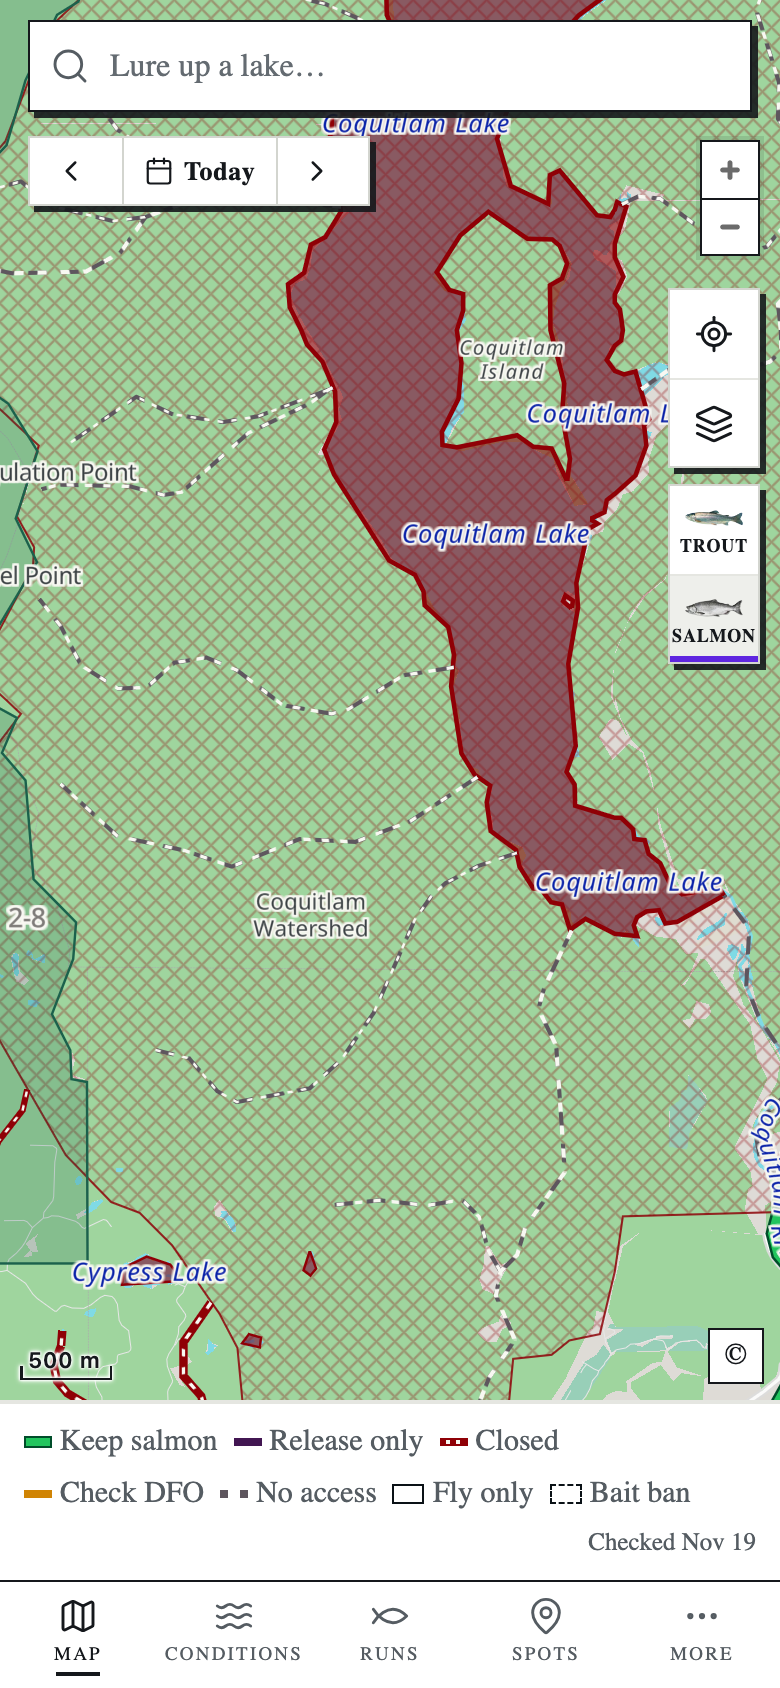 Lure up a lake…
Coquitlam Lake
Today
Coquitlam
Island
Coquitlam L
ulation Point
Coquitlam Lake
TROUT
el Point
SALMON
Coquitlam Lake
2-8
Coquitlam
Watershed
Coquitlam
Cypress Lake
500 m
©
Keep salmon
Release only
Closed
Check DFO
No access
Fly only
Bait ban
Checked Nov 19
MAP
CONDITIONS
RUNS
SPOTS
MORE